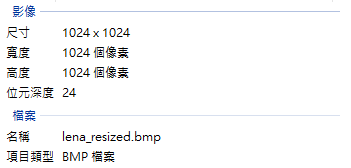 影像
尺寸 1024 x 1024
寬度 1024 個像素
高度 1024 個像素
位元深度 24
檔案
名稱 lena_resized.bmp
項目類型 BMP 檔案